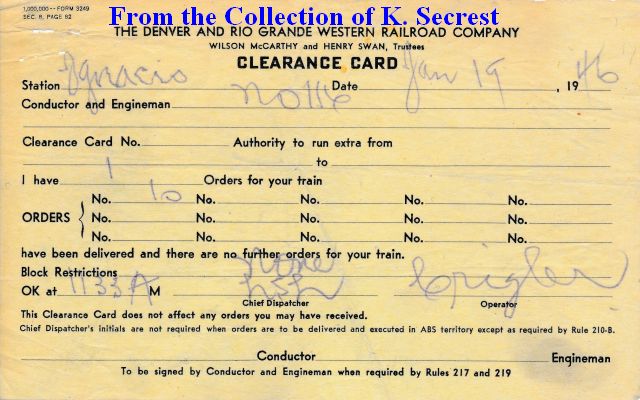 From the Collection of K. Secrest
1,000,000—FORM 3249
SEC. 8, PAGE 82
THE DENVER AND RIO GRANDE WESTERN RAILROAD COMPANY
WILSON McCARTHY and HENRY SWAN, Trustees
CLEARANCE CARD
Station Ignacio Date Jan 19, 1946
Conductor and Engineman No 116
Clearance Card No. Authority to run extra from
to
I have 1 Orders for your train
No. 10 No. No. No. No.
ORDERS No. No. No. No. No.
No. No. No. No. No.
have been delivered and there are no further orders for your train.
Block Restrictions None
OK at 1133 A M
Chief Dispatcher Operator
This Clearance Card does not affect any orders you may have received.
Chief Dispatcher's initials are not required when orders are to be delivered and executed in ABS territory except as required by Rule 210-B.
Conductor Engineman
To be signed by Conductor and Engineman when required by Rules 217 and 219